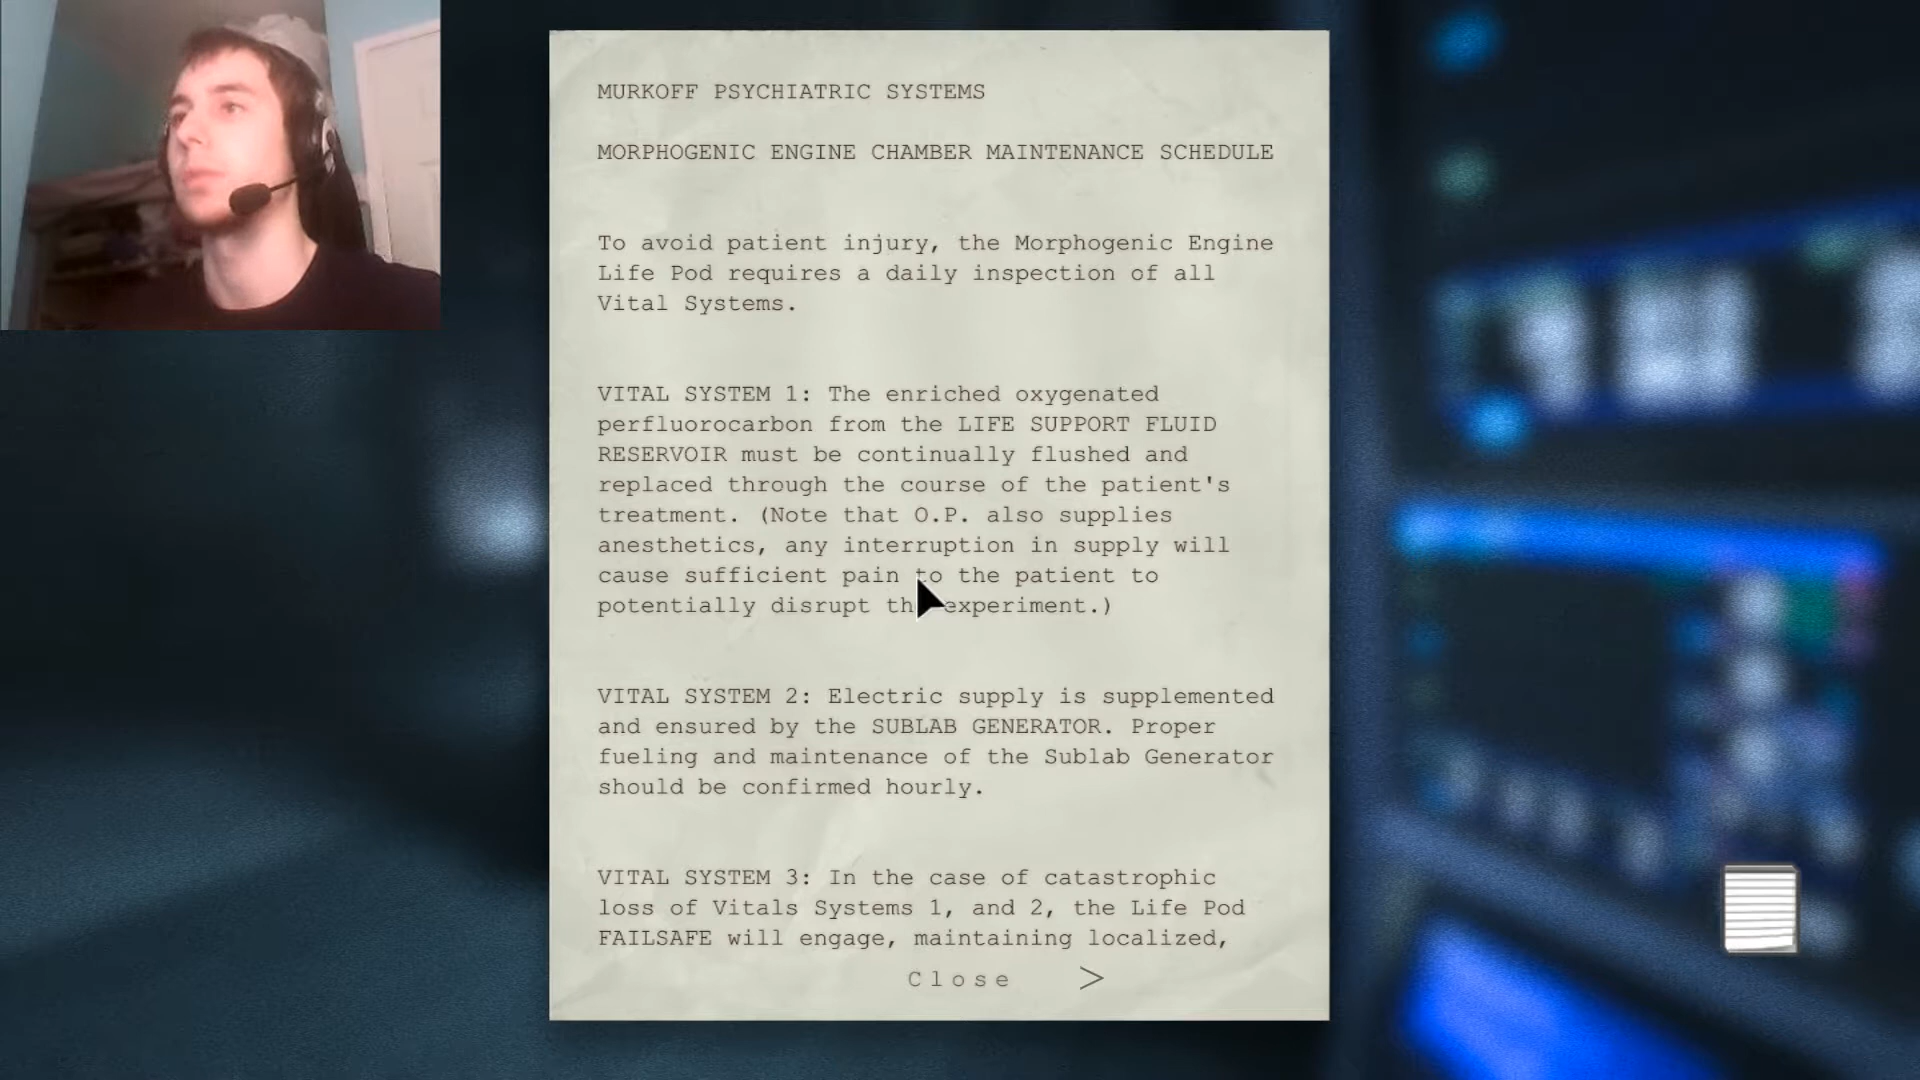 MURKOFF PSYCHIATRIC SYSTEMS
MORPHOGENIC ENGINE CHAMBER MAINTENANCE SCHEDULE
To avoid patient injury, the Morphogenic Engine
Life Pod requires a daily inspection of all
Vital Systems.
VITAL SYSTEM 1: The enriched oxygenated
perfluorocarbon from the LIFE SUPPORT FLUID
RESERVOIR must be continually flushed and
replaced through the course of the patient's
treatment. (Note that O.P. also supplies
anesthetics, any interruption in supply will
cause sufficient pain to the patient to
potentially disrupt the experiment.)
VITAL SYSTEM 2: Electric supply is supplemented
and ensured by the SUBLAB GENERATOR. Proper
fueling and maintenance of the Sublab Generator
should be confirmed hourly.
VITAL SYSTEM 3: In the case of catastrophic
loss of Vitals Systems 1, and 2, the Life Pod
FAILSAFE will engage, maintaining localized,
Close >